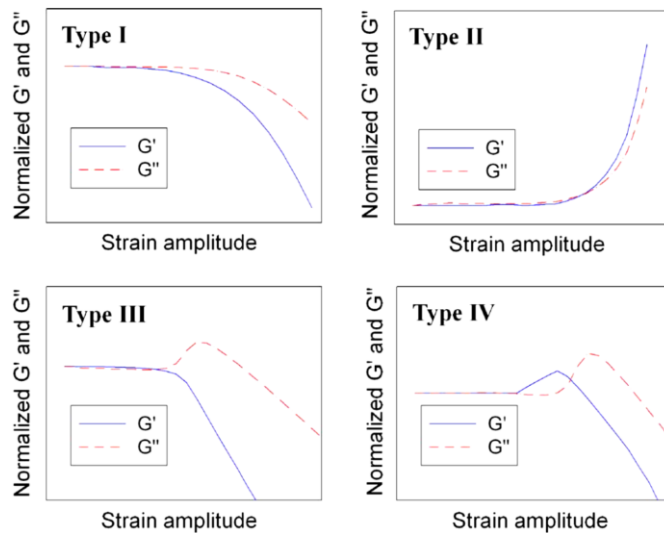 Normalized G' and G"
Type I
G'
G"
Strain amplitude
Normalized G' and G"
Type II
G'
G"
Strain amplitude
Normalized G' and G"
Type III
G'
G"
Strain amplitude
Normalized G' and G"
Type IV
G'
G"
Strain amplitude